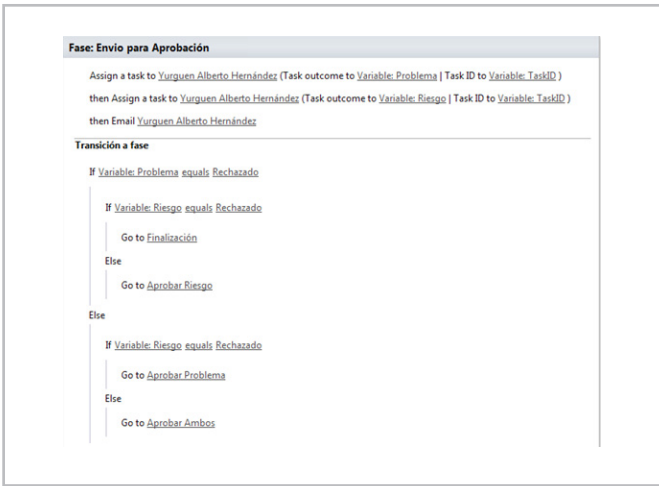 Fase: Envio para Aprobación
Assign a task to Yurguen Alberto Hernández (Task outcome to Variable: Problema | Task ID to Variable: TaskID )
then Assign a task to Yurguen Alberto Hernández (Task outcome to Variable: Riesgo | Task ID to Variable: TaskID )
then Email Yurguen Alberto Hernández
Transición a fase
If Variable: Problema equals Rechazado
If Variable: Riesgo equals Rechazado
Go to Finalización
Else
Go to Aprobar Riesgo
Else
If Variable: Riesgo equals Rechazado
Go to Aprobar Problema
Else
Go to Aprobar Ambos